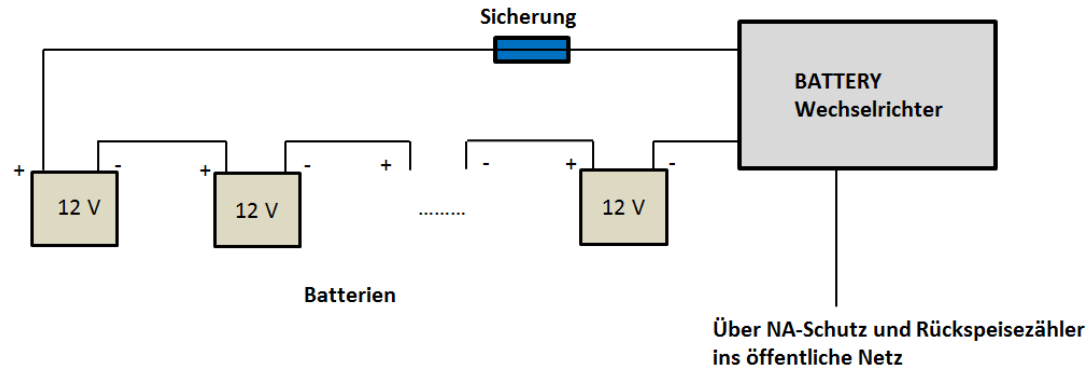 Sicherung
BATTERY
Wechselrichter
+ - + - + - + -
12 V 12 V ......... 12 V
Batterien
Über NA-Schutz und Rückspeisezähler
ins öffentliche Netz